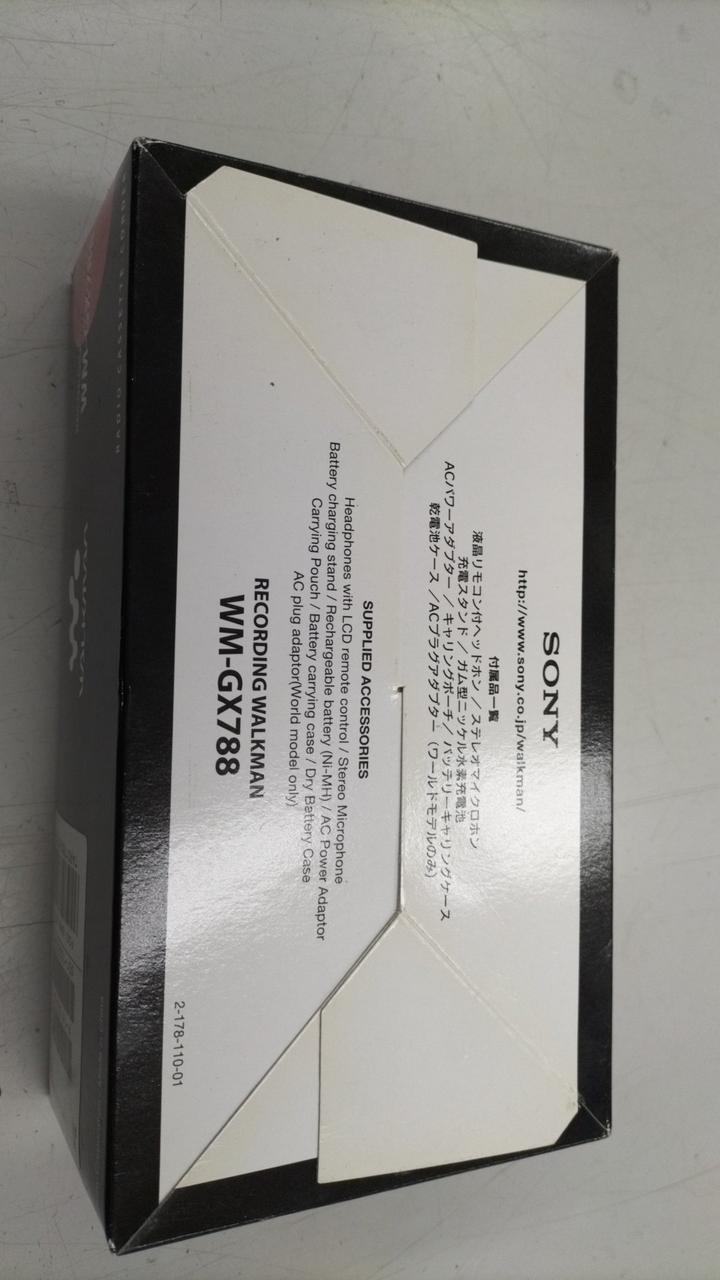 SONY
http://www.sony.co.jp/walkman/
付属品一覧
液晶リモコン付ヘッドホン／ステレオマイクロホン
充電スタンド／ガム型ニッケル水素充電池
ACパワーアダプター／キャリングポーチ／バッテリーキャリングケース
乾電池ケース／ACプラグアダプター（ワールドモデルのみ）
SUPPLIED ACCESSORIES
Headphones with LCD remote control / Stereo Microphone
Battery charging stand / Rechargeable battery (Ni-MH) / AC Power Adaptor
Carrying Pouch / Battery carrying case / Dry Battery Case
AC plug adaptor(World model only)
RECORDING WALKMAN
WM-GX788
2-178-110-01
WM